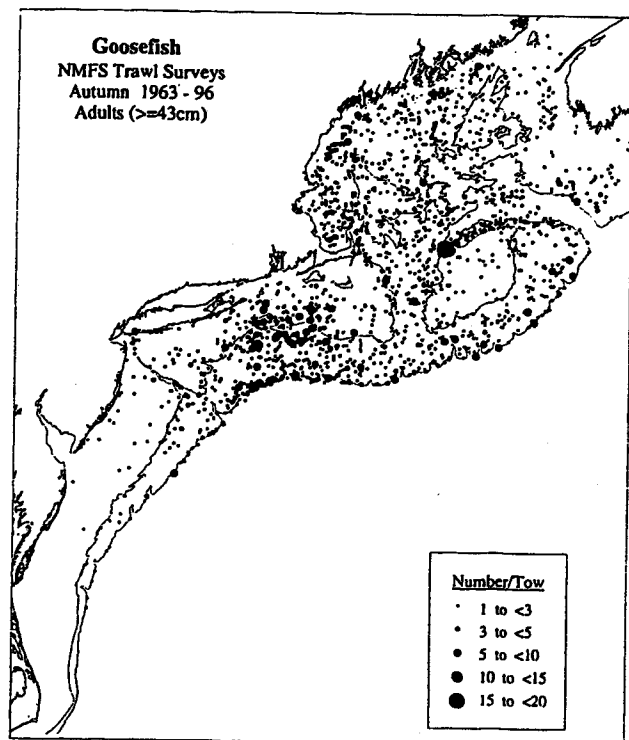 Goosefish
NMFS Trawl Surveys
Autumn 1963 - 96
Adults (>=43cm)
Number/Tow
1 to <3
3 to <5
5 to <10
10 to <15
15 to <20